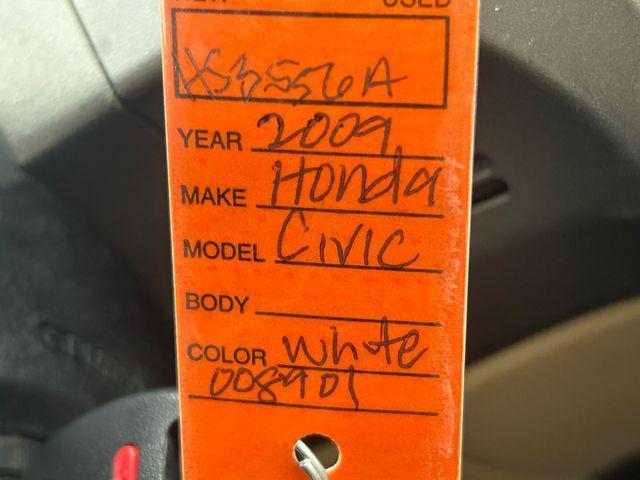 USED
XS3556A
YEAR 2009
MAKE Honda
MODEL Civic
BODY
COLOR White
008901